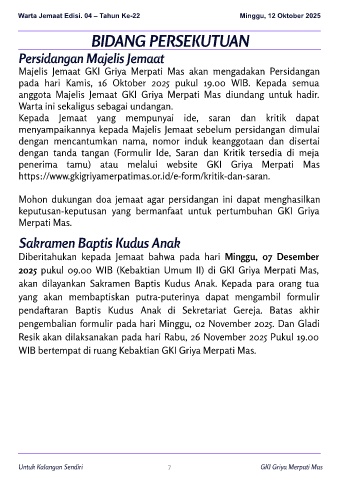 Warta Jemaat Edisi. 04 – Tahun Ke-22 Minggu, 12 Oktober 2025
BIDANG PERSEKUTUAN
Persidangan Majelis Jemaat
Majelis Jemaat GKI Griya Merpati Mas akan mengadakan Persidangan
pada hari Kamis, 16 Oktober 2025 pukul 19.00 WIB. Kepada semua
anggota Majelis Jemaat GKI Griya Merpati Mas diundang untuk hadir.
Warta ini sekaligus sebagai undangan.
Kepada Jemaat yang mempunyai ide, saran dan kritik dapat
menyampaikannya kepada Majelis Jemaat sebelum persidangan dimulai
dengan mencantumkan nama, nomor induk keanggotaan dan disertai
dengan tanda tangan (Formulir Ide, Saran dan Kritik tersedia di meja
penerima tamu) atau melalui website GKI Griya Merpati Mas
https://www.gkigriyamerpatimas.or.id/e-form/kritik-dan-saran.
Mohon dukungan doa jemaat agar persidangan ini dapat menghasilkan
keputusan-keputusan yang bermanfaat untuk pertumbuhan GKI Griya
Merpati Mas.
Sakramen Baptis Kudus Anak
Diberitahukan kepada Jemaat bahwa pada hari Minggu, 07 Desember
2025 pukul 09.00 WIB (Kebaktian Umum II) di GKI Griya Merpati Mas,
akan dilayankan Sakramen Baptis Kudus Anak. Kepada para orang tua
yang akan membaptiskan putra-puterinya dapat mengambil formulir
pendaftaran Baptis Kudus Anak di Sekretariat Gereja. Batas akhir
pengembalian formulir pada hari Minggu, 02 November 2025. Dan Gladi
Resik akan dilaksanakan pada hari Rabu, 26 November 2025 Pukul 19.00
WIB bertempat di ruang Kebaktian GKI Griya Merpati Mas.
Untuk Kalangan Sendiri 7 GKI Griya Merpati Mas